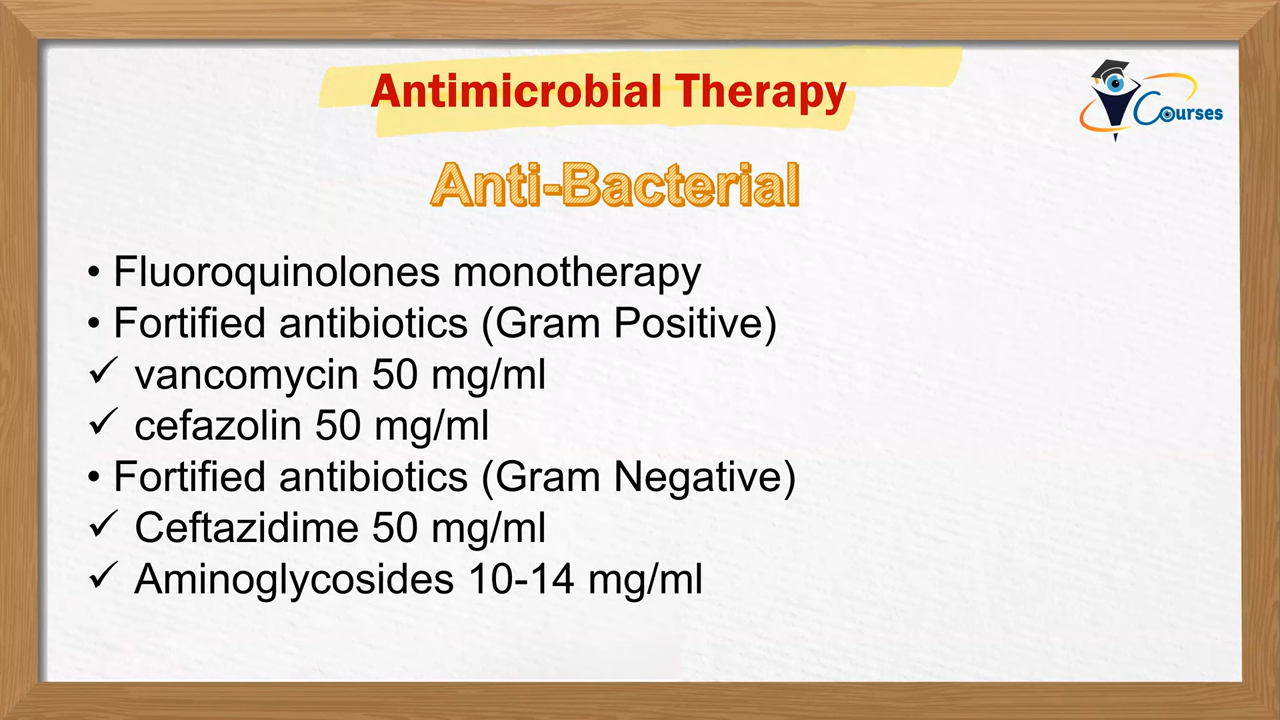 Antimicrobial Therapy
Courses
Anti-Bacterial
• Fluoroquinolones monotherapy
• Fortified antibiotics (Gram Positive)
✓ vancomycin 50 mg/ml
✓ cefazolin 50 mg/ml
• Fortified antibiotics (Gram Negative)
✓ Ceftazidime 50 mg/ml
✓ Aminoglycosides 10-14 mg/ml